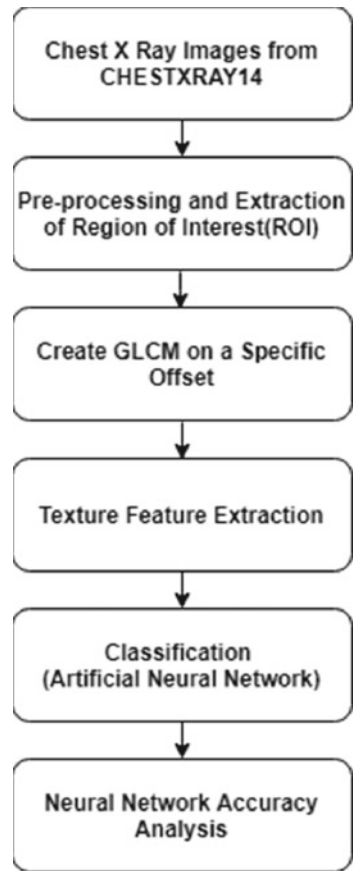 Chest X Ray Images from
CHESTXRAY14
Pre-processing and Extraction
of Region of Interest(ROI)
Create GLCM on a Specific
Offset
Texture Feature Extraction
Classification
(Artificial Neural Network)
Neural Network Accuracy
Analysis